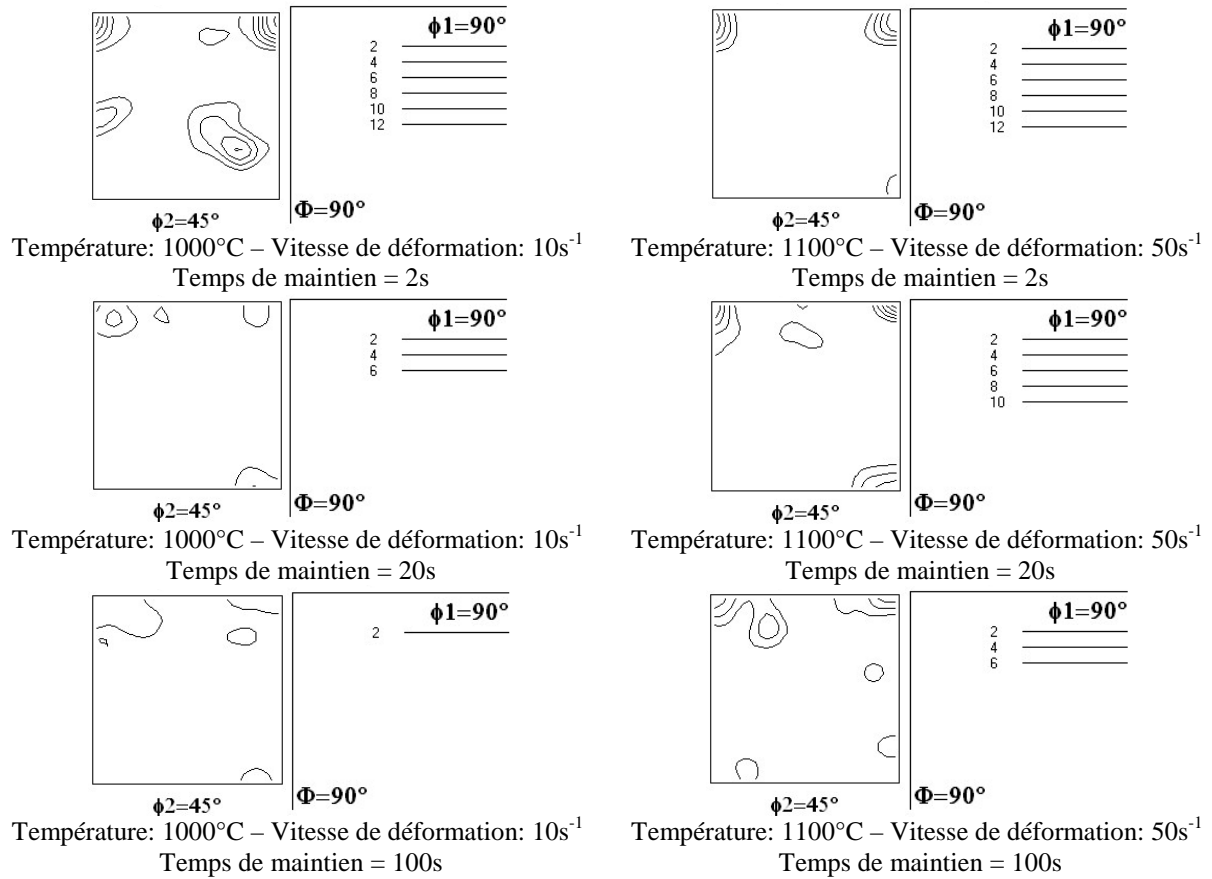 ϕ1=90°
2
4
6
8
10
12
ϕ2=45°
Φ=90°
Température: 1000°C – Vitesse de déformation: 10s⁻¹
Temps de maintien = 2s
ϕ1=90°
2
4
6
8
10
12
ϕ2=45°
Φ=90°
Température: 1100°C – Vitesse de déformation: 50s⁻¹
Temps de maintien = 2s
ϕ1=90°
2
4
6
ϕ2=45°
Φ=90°
Température: 1000°C – Vitesse de déformation: 10s⁻¹
Temps de maintien = 20s
ϕ1=90°
2
4
6
8
10
ϕ2=45°
Φ=90°
Température: 1100°C – Vitesse de déformation: 50s⁻¹
Temps de maintien = 20s
ϕ1=90°
2
ϕ2=45°
Φ=90°
Température: 1000°C – Vitesse de déformation: 10s⁻¹
Temps de maintien = 100s
ϕ1=90°
2
4
6
ϕ2=45°
Φ=90°
Température: 1100°C – Vitesse de déformation: 50s⁻¹
Temps de maintien = 100s